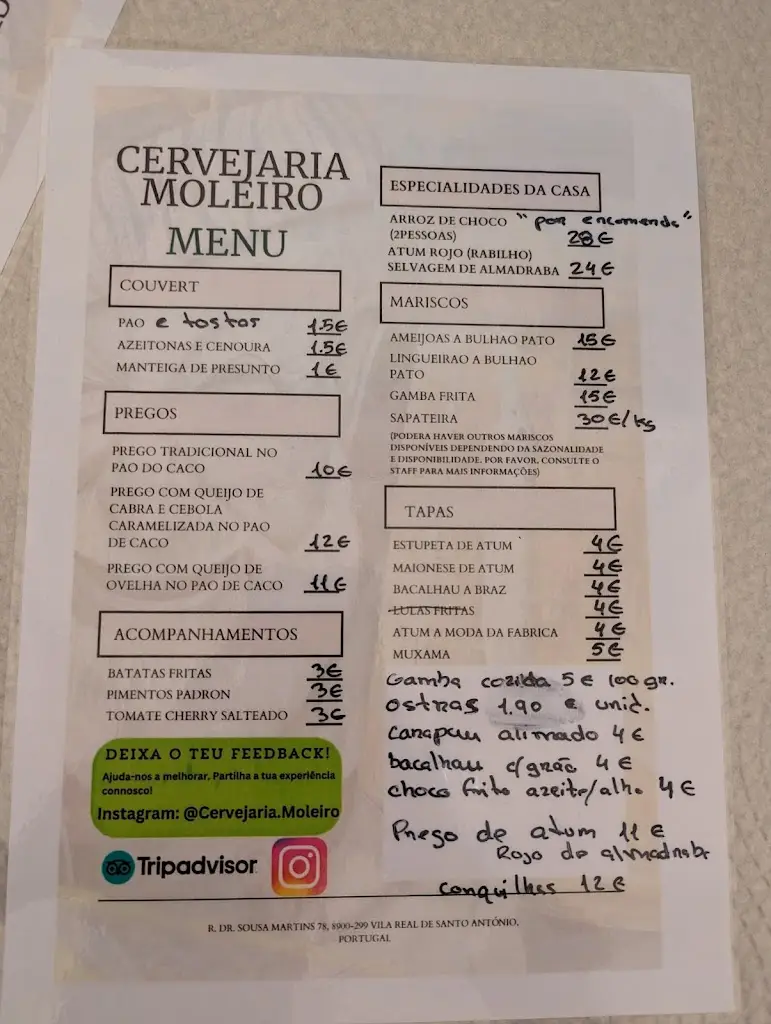 CERVEJARIA
MOLEIRO
MENU
COUVERT
PAO e tostas 1.5€
AZEITONAS E CENOURA 1.5€
MANTEIGA DE PRESUNTO 1€
PREGOS
PREGO TRADICIONAL NO
PAO DO CACO 10€
PREGO COM QUEIJO DE
CABRA E CEBOLA
CARAMELIZADA NO PAO
DE CACO 12€
PREGO COM QUEIJO DE
OVELHA NO PAO DE CACO 11€
ACOMPANHAMENTOS
BATATAS FRITAS 3€
PIMENTOS PADRON 3€
TOMATE CHERRY SALTEADO 3€
DEIXA O TEU FEEDBACK!
Ajuda-nos a melhorar. Partilha a tua experiência
connosco!
Instagram: @Cervejaria.Moleiro
Tripadvisor
ESPECIALIDADES DA CASA
ARROZ DE CHOCO "por encomenda"
(2PESSOAS) 28€
ATUM ROJO (RABILHO)
SELVAGEM DE ALMADRABA 24€
MARISCOS
AMEIJOAS A BULHAO PATO 15€
LINGUEIRAO A BULHAO
PATO 12€
GAMBA FRITA 15€
SAPATEIRA 30€/kg
(PODERA HAVER OUTROS MARISCOS
DISPONÍVEIS DEPENDENDO DA SAZONALIDADE
E DISPONIBILIDADE. POR FAVOR, CONSULTE O
STAFF PARA MAIS INFORMAÇÕES)
TAPAS
ESTUPETA DE ATUM 4€
MAIONESE DE ATUM 4€
BACALHAU A BRAZ 4€
LULAS FRITAS 4€
ATUM A MODA DA FABRICA 4€
MUXAMA 5€
Gamba cozida 5€ 100gr.
ostras 1.90 € unid.
carapau alimado 4€
bacalhau c/grão 4€
choco frito azeite/alho 4€
Prego de atum 11€
Rojo de almadraba
conquilhas 12€
R. DR. SOUSA MARTINS 78, 8900-299 VILA REAL DE SANTO ANTÓNIO,
PORTUGAL